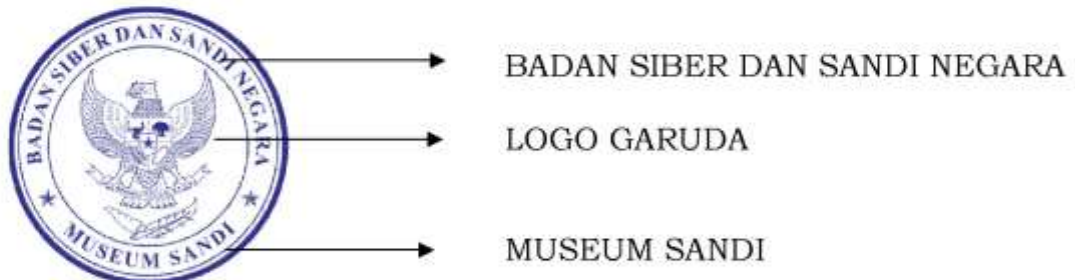 BADAN SIBER DAN SANDI NEGARA
MUSEUM SANDI
BADAN SIBER DAN SANDI NEGARA
LOGO GARUDA
MUSEUM SANDI